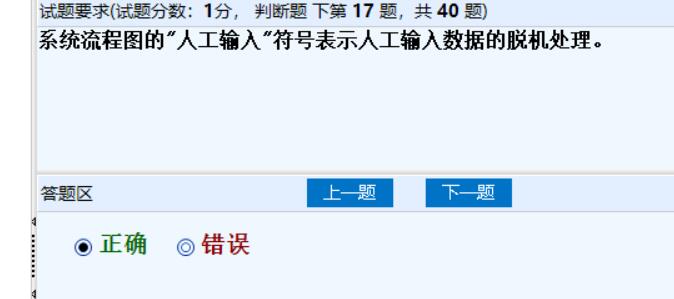 试题要求(试题分数：1分， 判断题 下第 17 题，共 40 题)
系统流程图的"人工输入"符号表示人工输入数据的脱机处理。
答题区 上一题 下一题
正确 错误